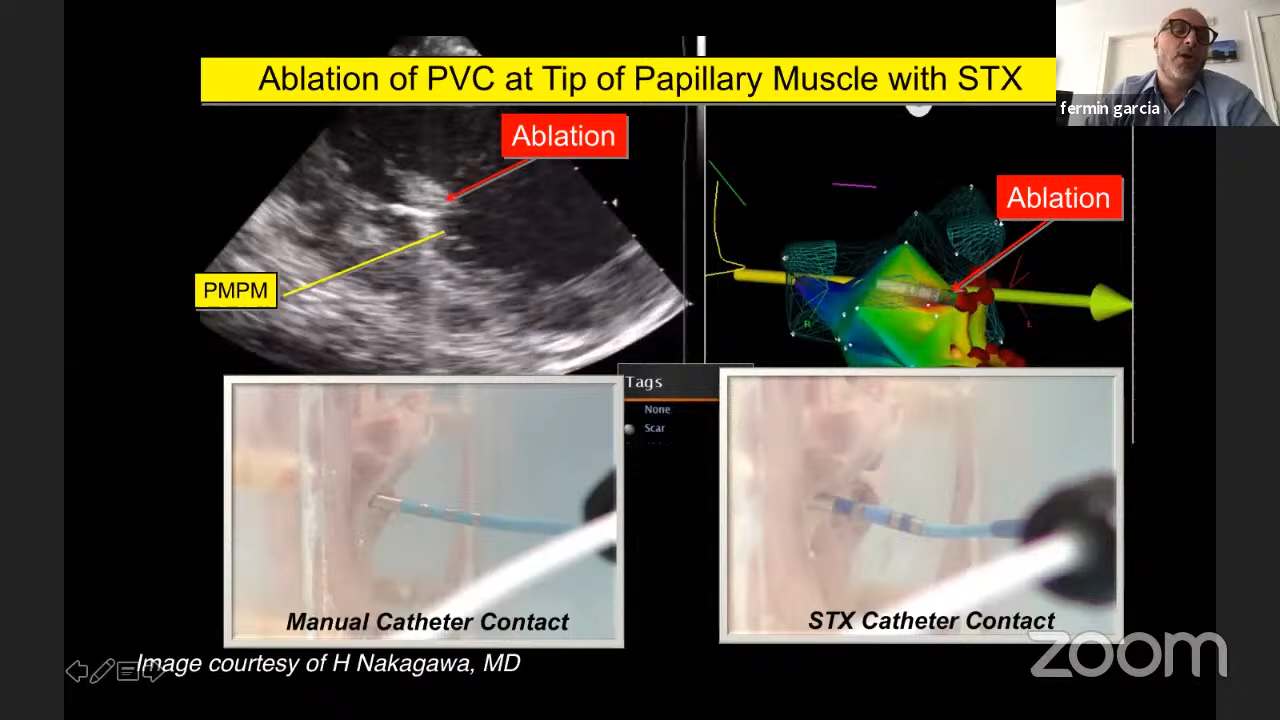 Ablation of PVC at Tip of Papillary Muscle with STX
fermin garcia
Ablation
Ablation
PMPM
R
L
Tags
None
Scar
Manual Catheter Contact
STX Catheter Contact
Image courtesy of H Nakagawa, MD
zoom